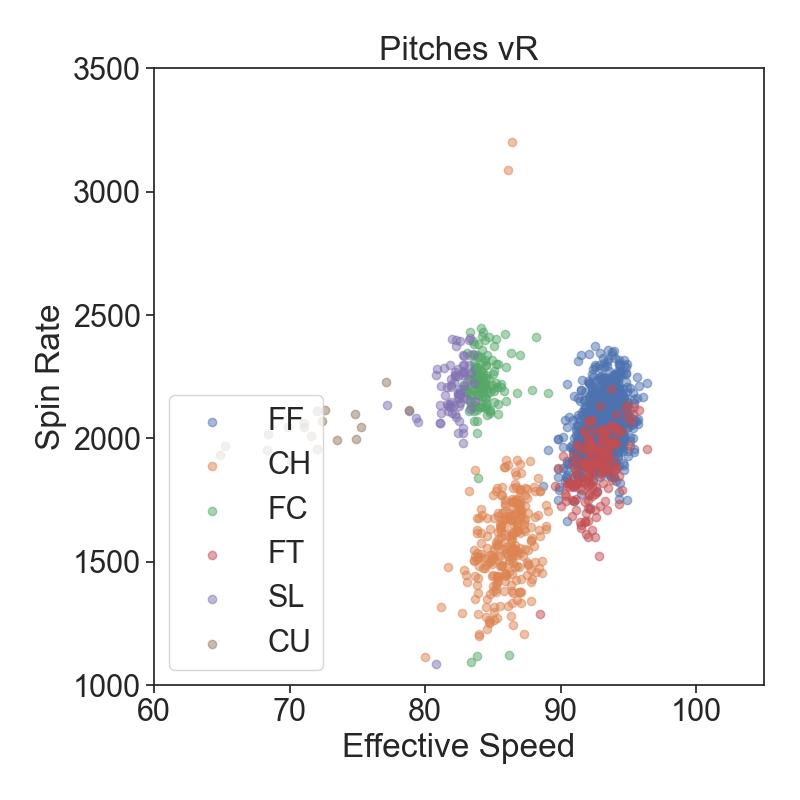 Pitches vR
3500
3000
2500
2000
1500
1000
Spin Rate
FF
CH
FC
FT
SL
CU
60 70 80 90 100
Effective Speed